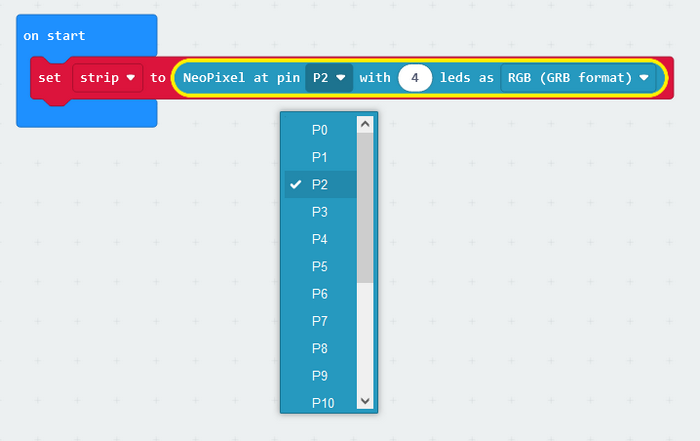 on start
set strip to NeoPixel at pin P2 with 4 leds as RGB (GRB format)
P0
P1
P2
P3
P4
P5
P6
P7
P8
P9
P10